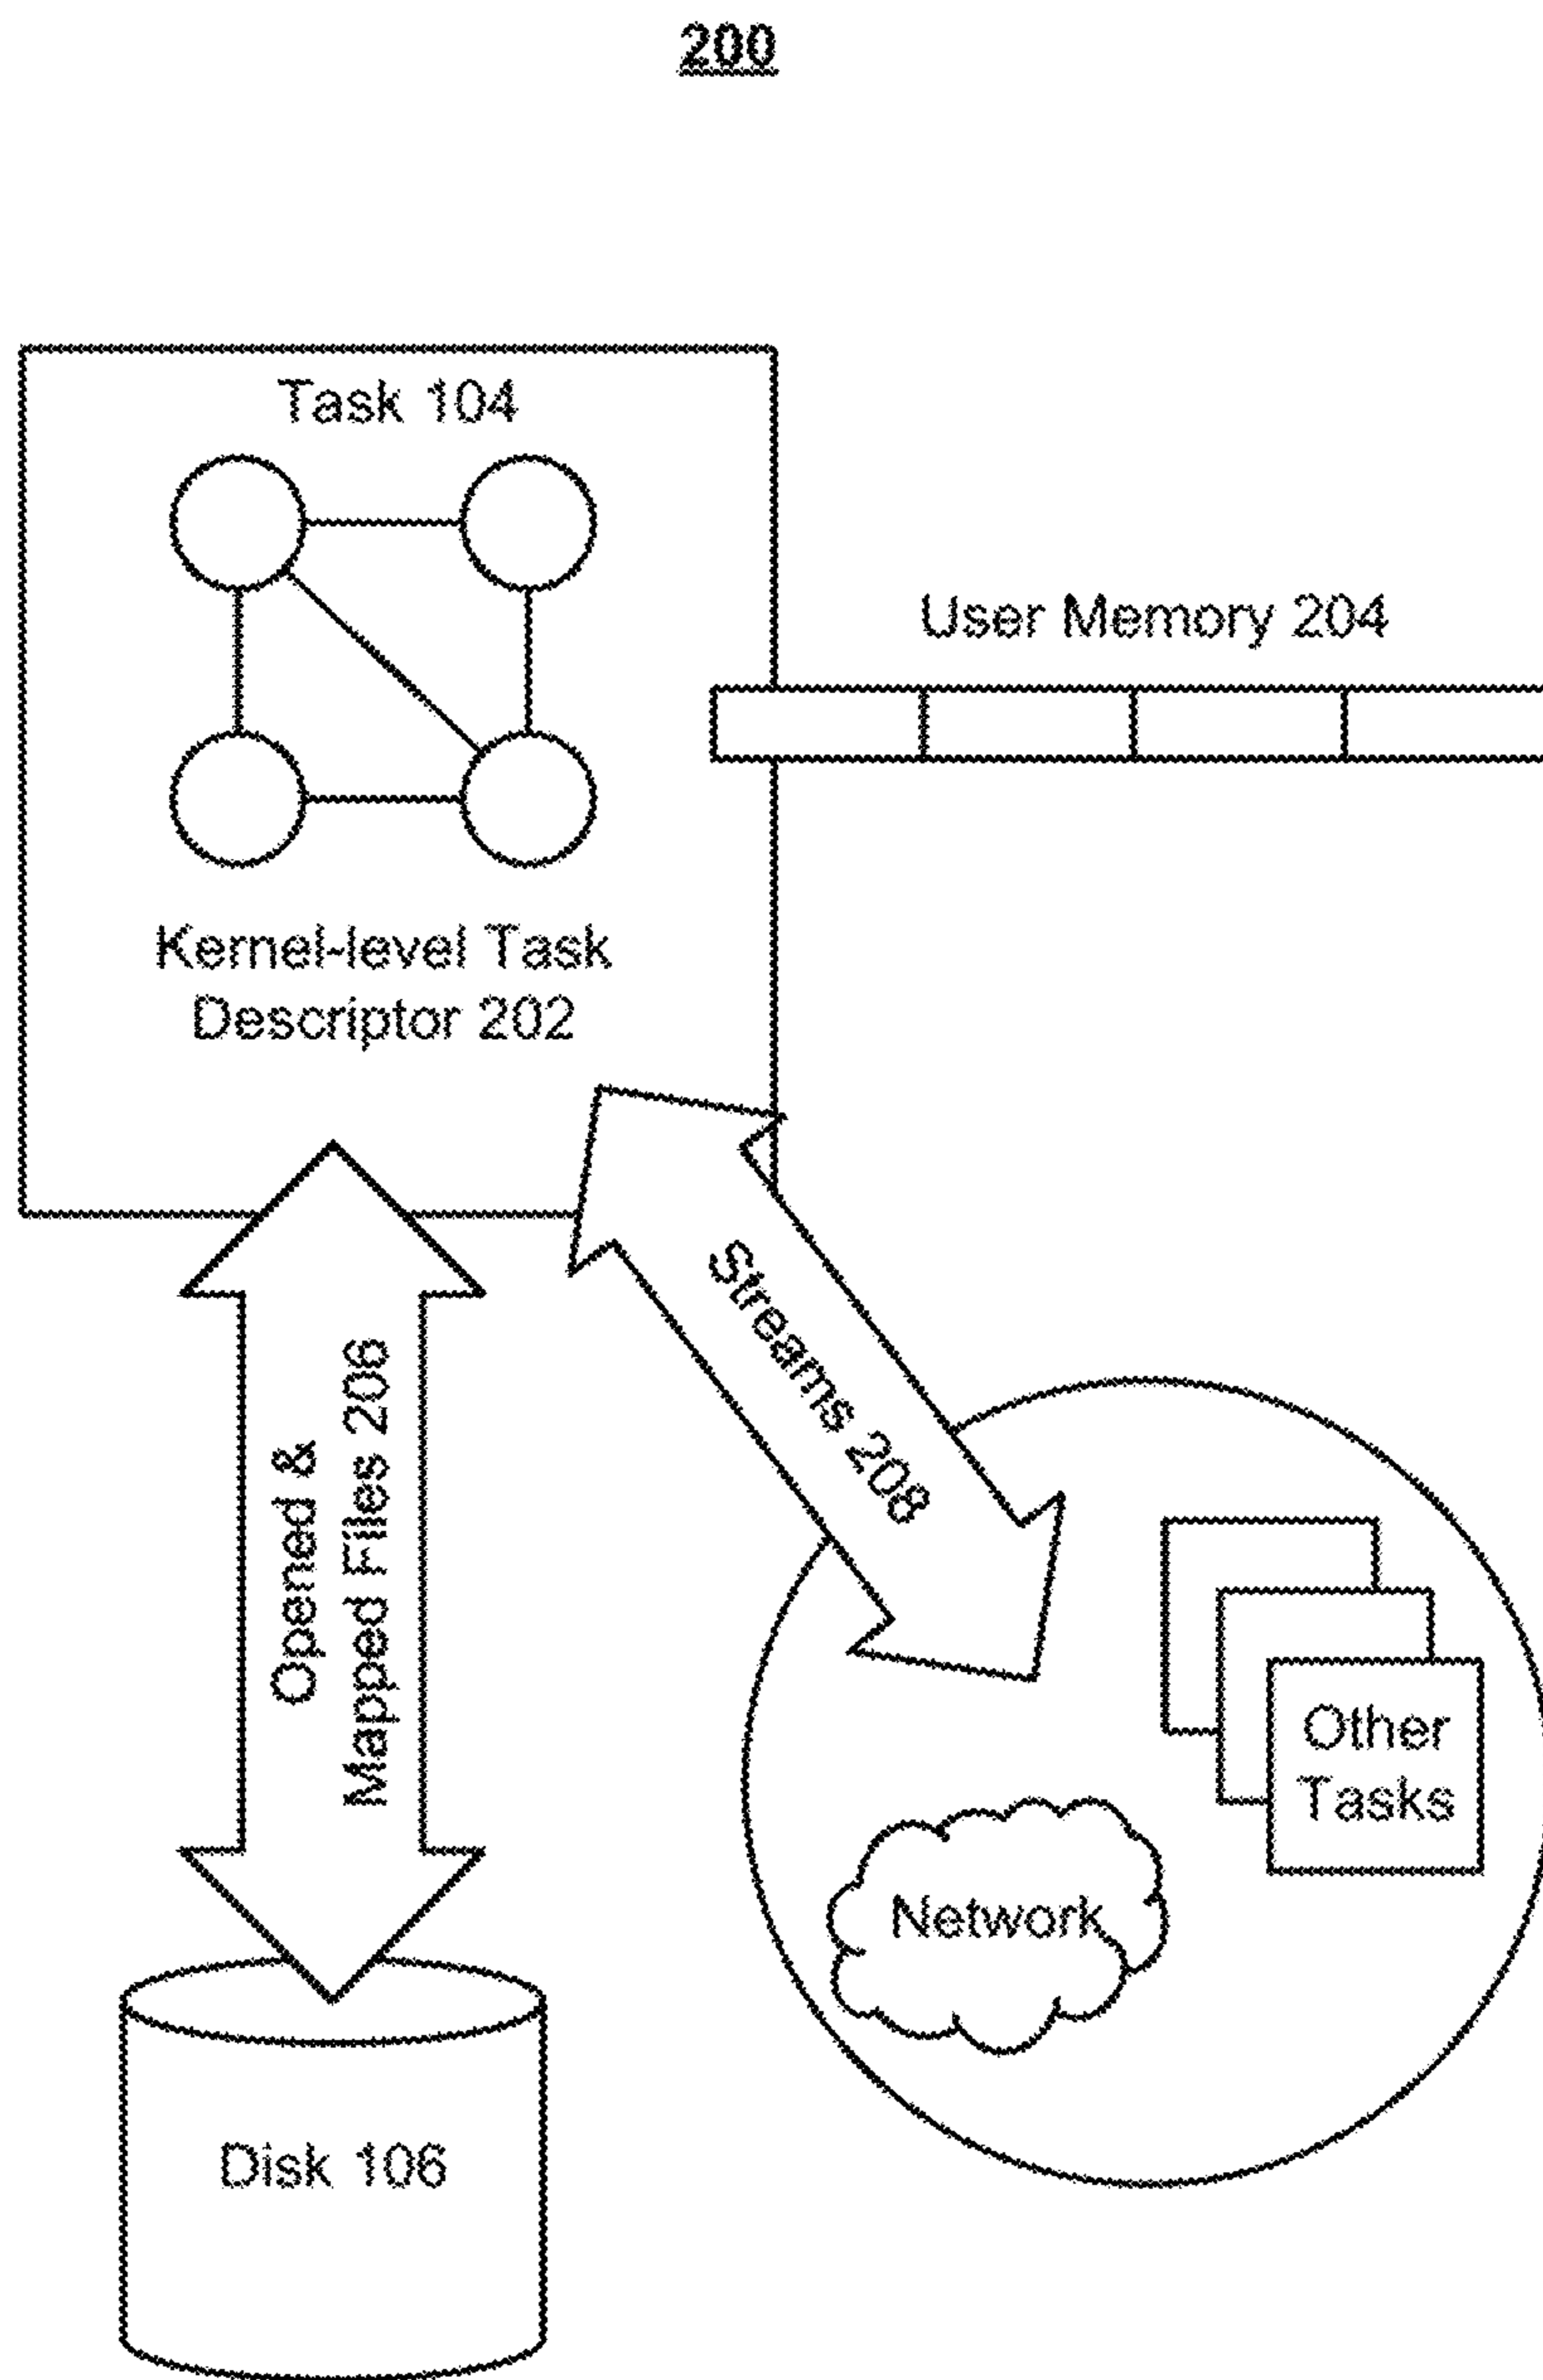 200
Task 104
User Memory 204
Kernel-level Task
Descriptor 202
Opened &
Mapped Files 206
Streams 208
Other
Tasks
Network
Disk 106